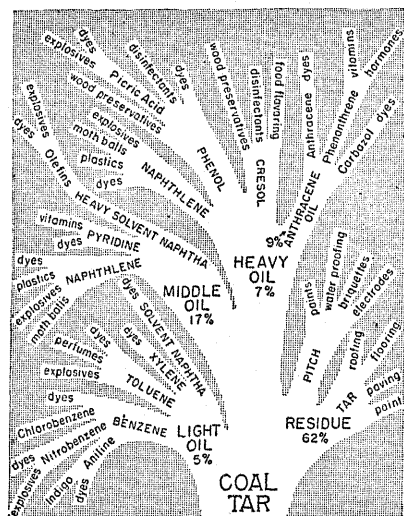 explosives
dyes
Picric Acid
disinfectants
dyes
PHENOL
wood preservatives
disinfectants
food flavoring
CRESOL
Anthracene dyes
vitamins
hormones
Phenanthrene
Carbazol dyes
9%
ANTHRACENE
OIL
HEAVY
OIL
7%
wood preservatives
explosives
moth balls
plastics
dyes
NAPHTHLENE
explosives
dyes
Olefins
HEAVY SOLVENT NAPHTHA
vitamins
dyes
PYRIDINE
dyes
plastics
explosives
moth balls
NAPHTHLENE
MIDDLE
OIL
17%
dyes
SOLVENT NAPHTHA
dyes
dyes
XYLENE
perfumes
explosives
TOLUENE
dyes
Chlorobenzene
dyes
Nitrobenzene
explosives
Indigo
dyes
Aniline
BENZENE
LIGHT
OIL
5%
paints
water proofing
briquettes
electrodes
PITCH
roofing
flooring
paving
paint
TAR
RESIDUE
62%
COAL
TAR